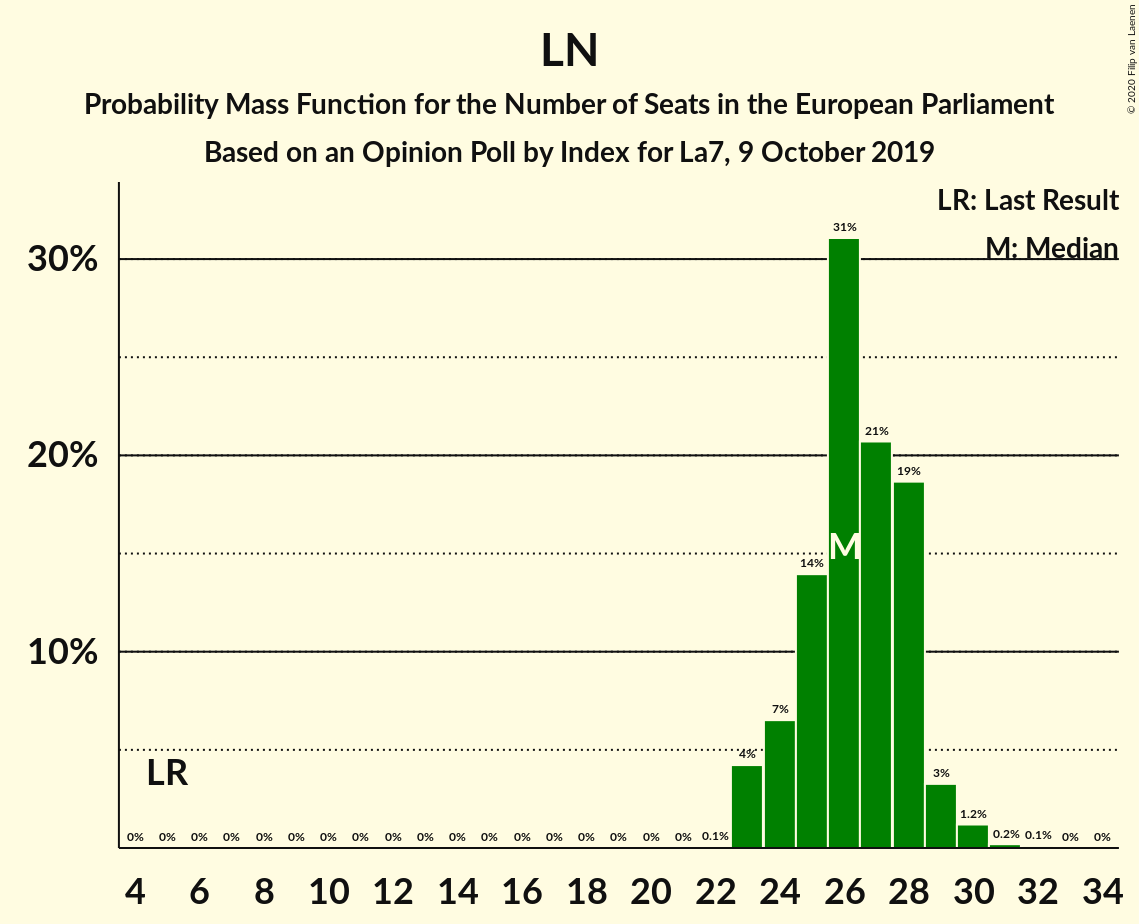 LN
Probability Mass Function for the Number of Seats in the European Parliament
Based on an Opinion Poll by Index for La7, 9 October 2019
© 2020 Filip van Laenen
LR: Last Result
M: Median
30%
20%
10%
31%
21%
19%
M
14%
7%
LR
4%
3%
1.2%
0% 0% 0% 0% 0% 0% 0% 0% 0% 0% 0% 0% 0% 0% 0% 0% 0% 0% 0.1% 0.2% 0.1% 0% 0%
4 6 8 10 12 14 16 18 20 22 24 26 28 30 32 34